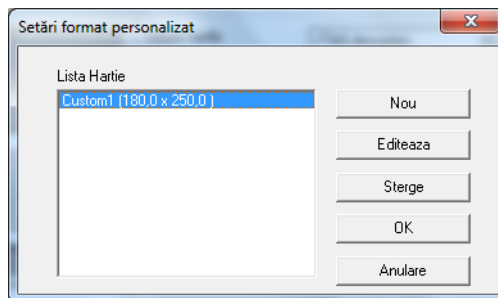 Setări format personalizat
Lista Hartie
Custom1 (180,0 x 250,0 )
Nou
Editeaza
Sterge
OK
Anulare